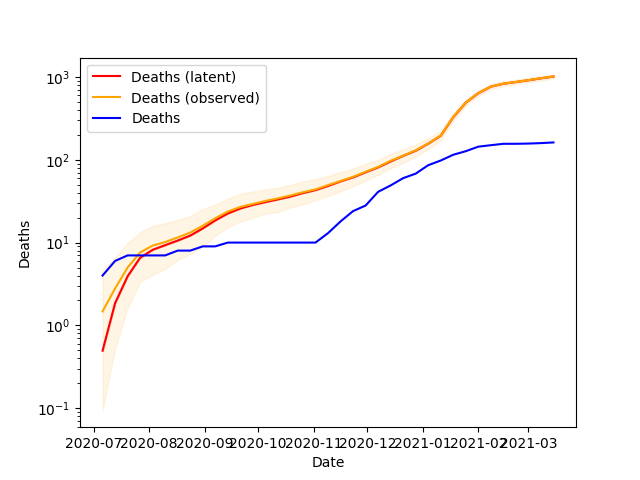 Deaths (latent)
Deaths (observed)
Deaths
10³
10²
10¹
10⁰
10⁻¹
Deaths
2020-07 2020-08 2020-09 2020-10 2020-11 2020-12 2021-01 2021-02 2021-03
Date